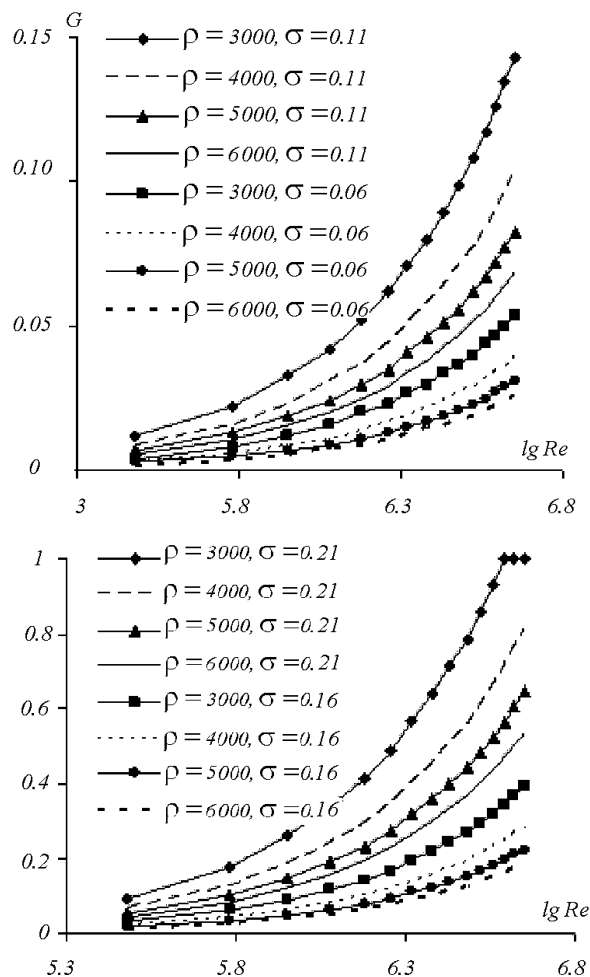 G
0.15
ρ = 3000, σ = 0.11
ρ = 4000, σ = 0.11
ρ = 5000, σ = 0.11
0.10
ρ = 6000, σ = 0.11
ρ = 3000, σ = 0.06
ρ = 4000, σ = 0.06
ρ = 5000, σ = 0.06
0.05
ρ = 6000, σ = 0.06
lg Re
0
3
5.8
6.3
6.8
1
ρ = 3000, σ = 0.21
ρ = 4000, σ = 0.21
0.8
ρ = 5000, σ = 0.21
ρ = 6000, σ = 0.21
0.6
ρ = 3000, σ = 0.16
ρ = 4000, σ = 0.16
0.4
ρ = 5000, σ = 0.16
ρ = 6000, σ = 0.16
0.2
lg Re
0
5.3
5.8
6.3
6.8